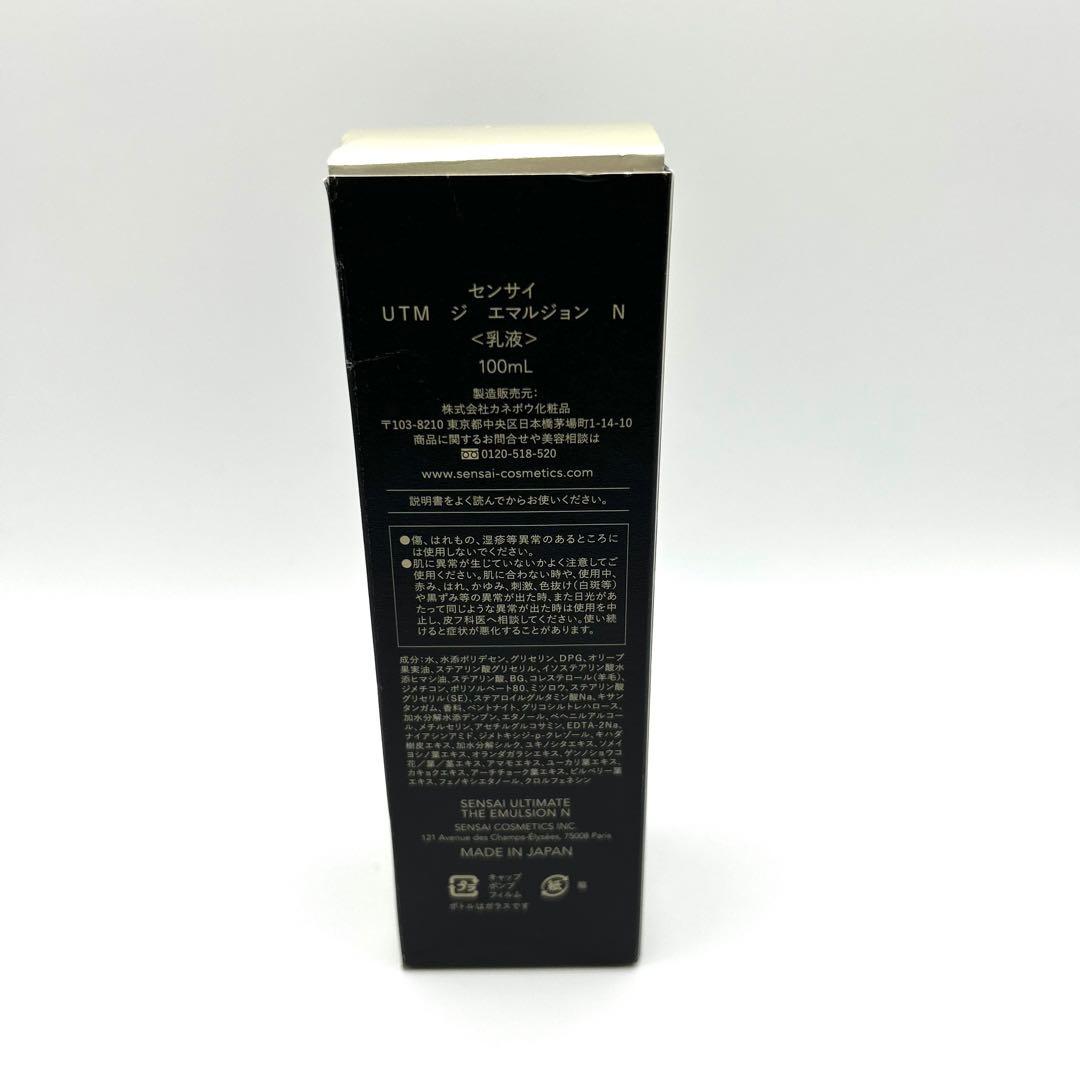 センサイ
UTM ジ エマルジョン N
<乳液>
100mL
製造販売元:
株式会社カネボウ化粧品
〒103-8210 東京都中央区日本橋茅場町1-14-10
商品に関するお問合せや美容相談は
0120-518-520
www.sensai-cosmetics.com
説明書をよく読んでからお使いください。
●傷、はれもの、湿疹等異常のあるところに
は使用しないでください。
●肌に異常が生じていないかよく注意してご
使用ください。肌に合わない時や、使用中、
赤み、はれ、かゆみ、刺激、色抜け(白斑等)
や黒ずみ等の異常が出た時、また日光があ
たって同じような異常が出た時は使用を中
止し、皮フ科医へ相談してください。使い続
けると症状が悪化することがあります。
成分:水、水添ポリデセン、グリセリン、DPG、オリーブ
果実油、ステアリン酸グリセリル、イソステアリン酸水
添ヒマシ油、ステアリン酸、BG、コレステロール(羊毛)、
ジメチコン、ポリソルベート80、ミツロウ、ステアリン酸
グリセリル(SE)、ステアロイルグルタミン酸Na、キサン
タンガム、香料、ベントナイト、グリコシルトレハロース、
加水分解水添デンプン、エタノール、ベヘニルアルコー
ル、メチルセリン、アセチルグルコサミン、EDTA-2Na、
ナイアシンアミド、ジメトキシジ-p-クレゾール、キハダ
樹皮エキス、加水分解シルク、ユキノシタエキス、ソメイ
ヨシノ葉エキス、オランダガラシエキス、ゲンノショウコ
花/葉/茎エキス、アマモエキス、ユーカリ葉エキス、
カキョクエキス、アーチチョーク葉エキス、ビルベリー葉
エキス、フェノキシエタノール、クロルフェネシン
SENSAI ULTIMATE
THE EMULSION N
SENSAI COSMETICS INC.
121 Avenue des Champs-Élysées, 75008 Paris
MADE IN JAPAN
プラ キャップ
ポンプ
フィルム
紙 箱
ボトルはガラスです